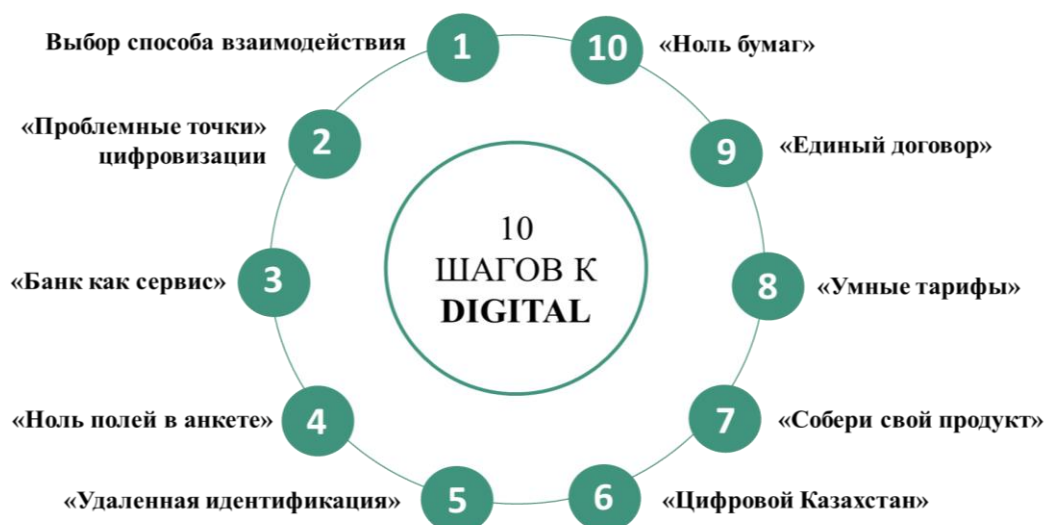 10
ШАГОВ К
DIGITAL
1
Выбор способа взаимодействия
2
«Проблемные точки»
цифровизации
3
«Банк как сервис»
4
«Ноль полей в анкете»
5
«Удаленная идентификация»
6
«Цифровой Казахстан»
7
«Собери свой продукт»
8
«Умные тарифы»
9
«Единый договор»
10
«Ноль бумаг»